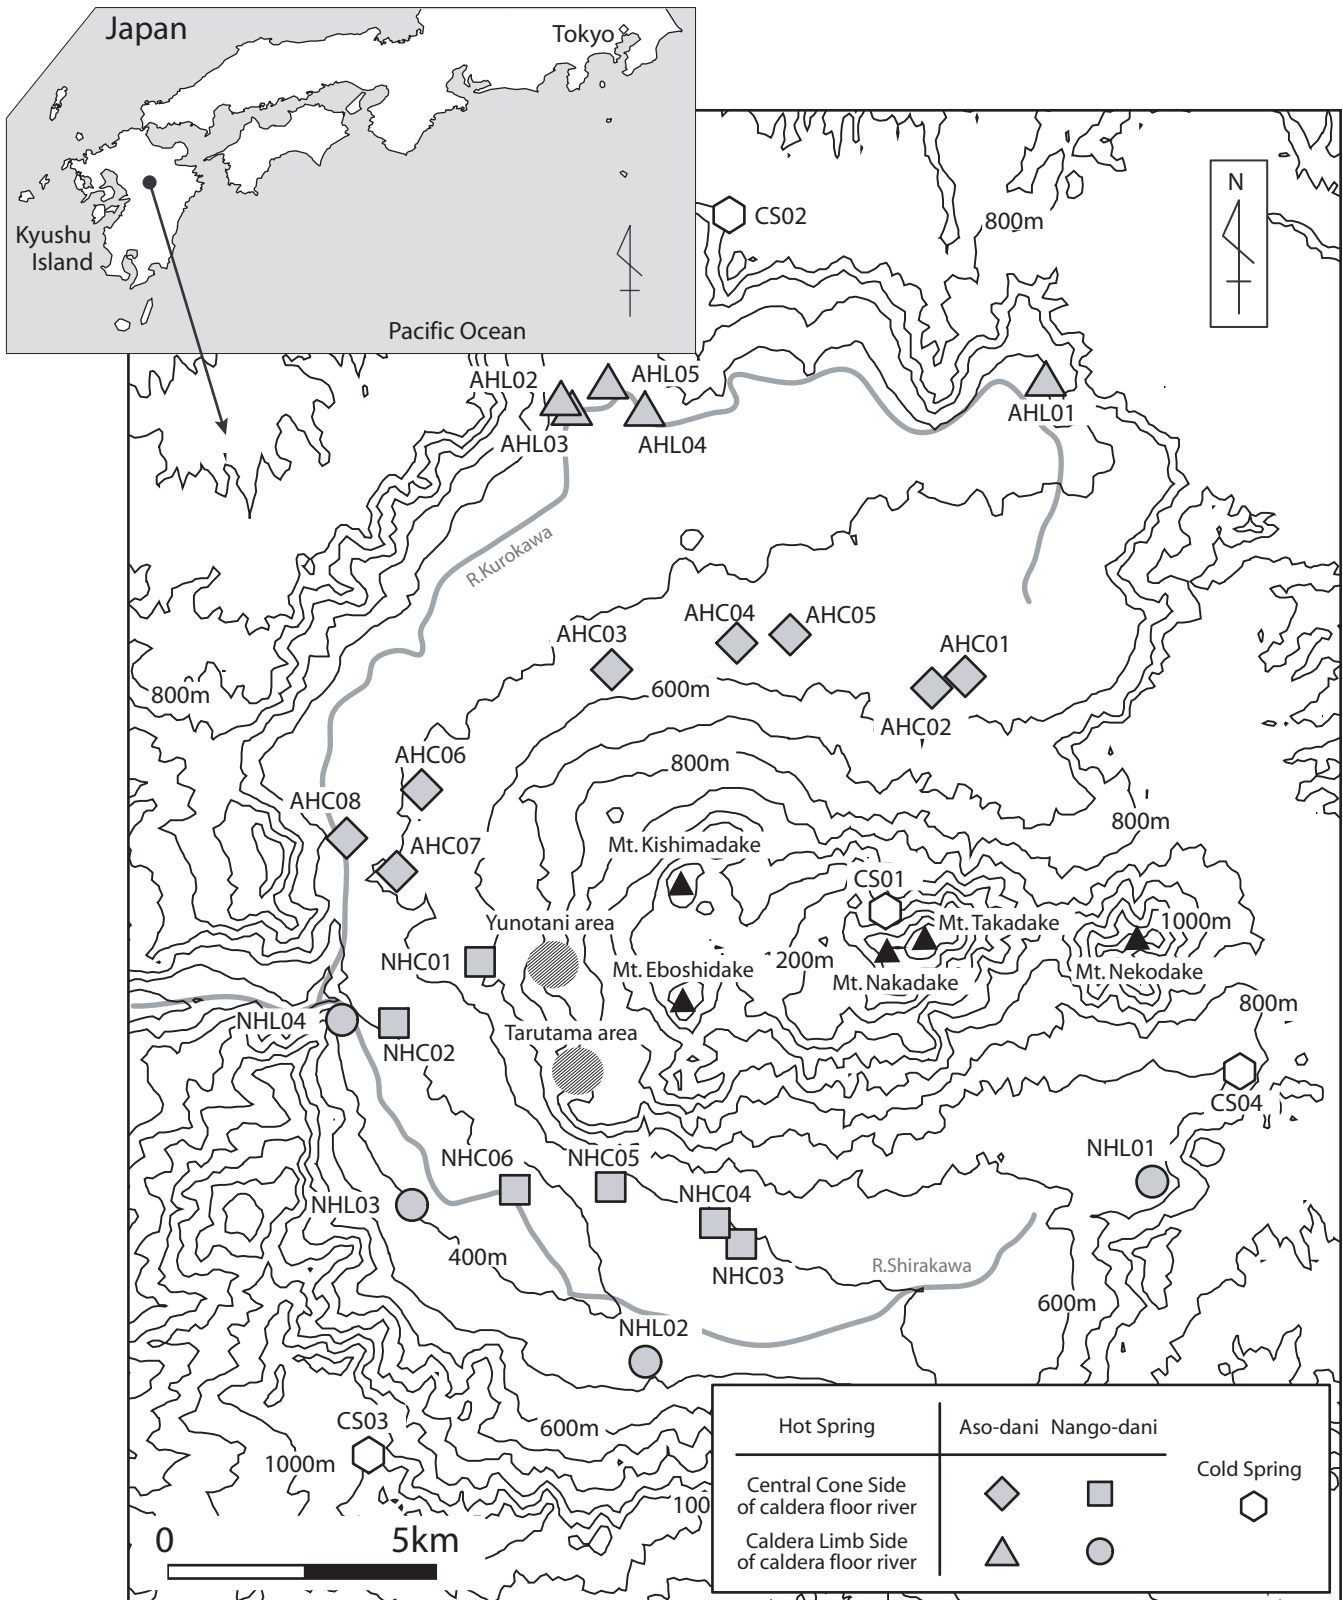 Japan
Tokyo
Kyushu
Island
Pacific Ocean
N
CS02
800m
AHL02
AHL05
AHL03
AHL04
AHL01
R.Kurokawa
AHC04
AHC05
AHC03
AHC01
800m
600m
AHC02
AHC06
800m
AHC08
800m
AHC07
Mt. Kishimadake
CS01
Yunotani area
Mt. Takadake
1000m
NHC01
Mt. Eboshidake
1200m
Mt. Nakadake
Mt. Nekodake
800m
NHL04
Tarutama area
NHC02
CS04
NHC06
NHC05
NHL01
NHL03
NHC04
400m
NHC03
R.Shirakawa
600m
NHL02
CS03
600m
1000m
100
0
5km
Hot Spring
Aso-dani
Nango-dani
Cold Spring
Central Cone Side
of caldera floor river
Caldera Limb Side
of caldera floor river